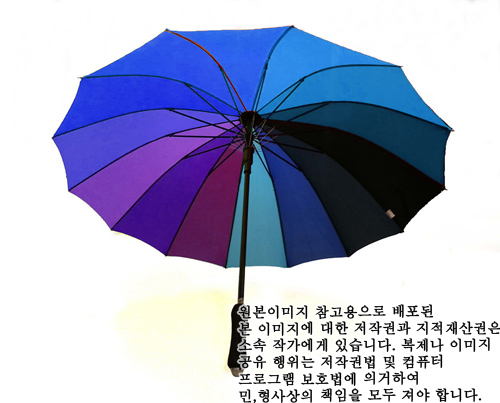 원본이미지 참고용으로 배포된
본 이미지에 대한 저작권과 지적재산권은
소속 작가에게 있습니다. 복제나 이미지
공유 행위는 저작권법 및 컴퓨터
프로그램 보호법에 의거하여
민,형사상의 책임을 모두 져야 합니다.